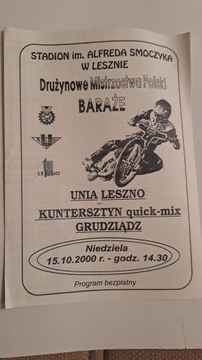 STADION im. ALFREDA SMOCZYKA
W LESZNIE
Drużynowe Mistrzostwa Polski
BARAŻE
UNIA LESZNO
-
KUNTERSZTYN quick-mix
GRUDZIĄDZ
Niedziela
15.10.2000 r. - godz. 14.30
Program bezpłatny